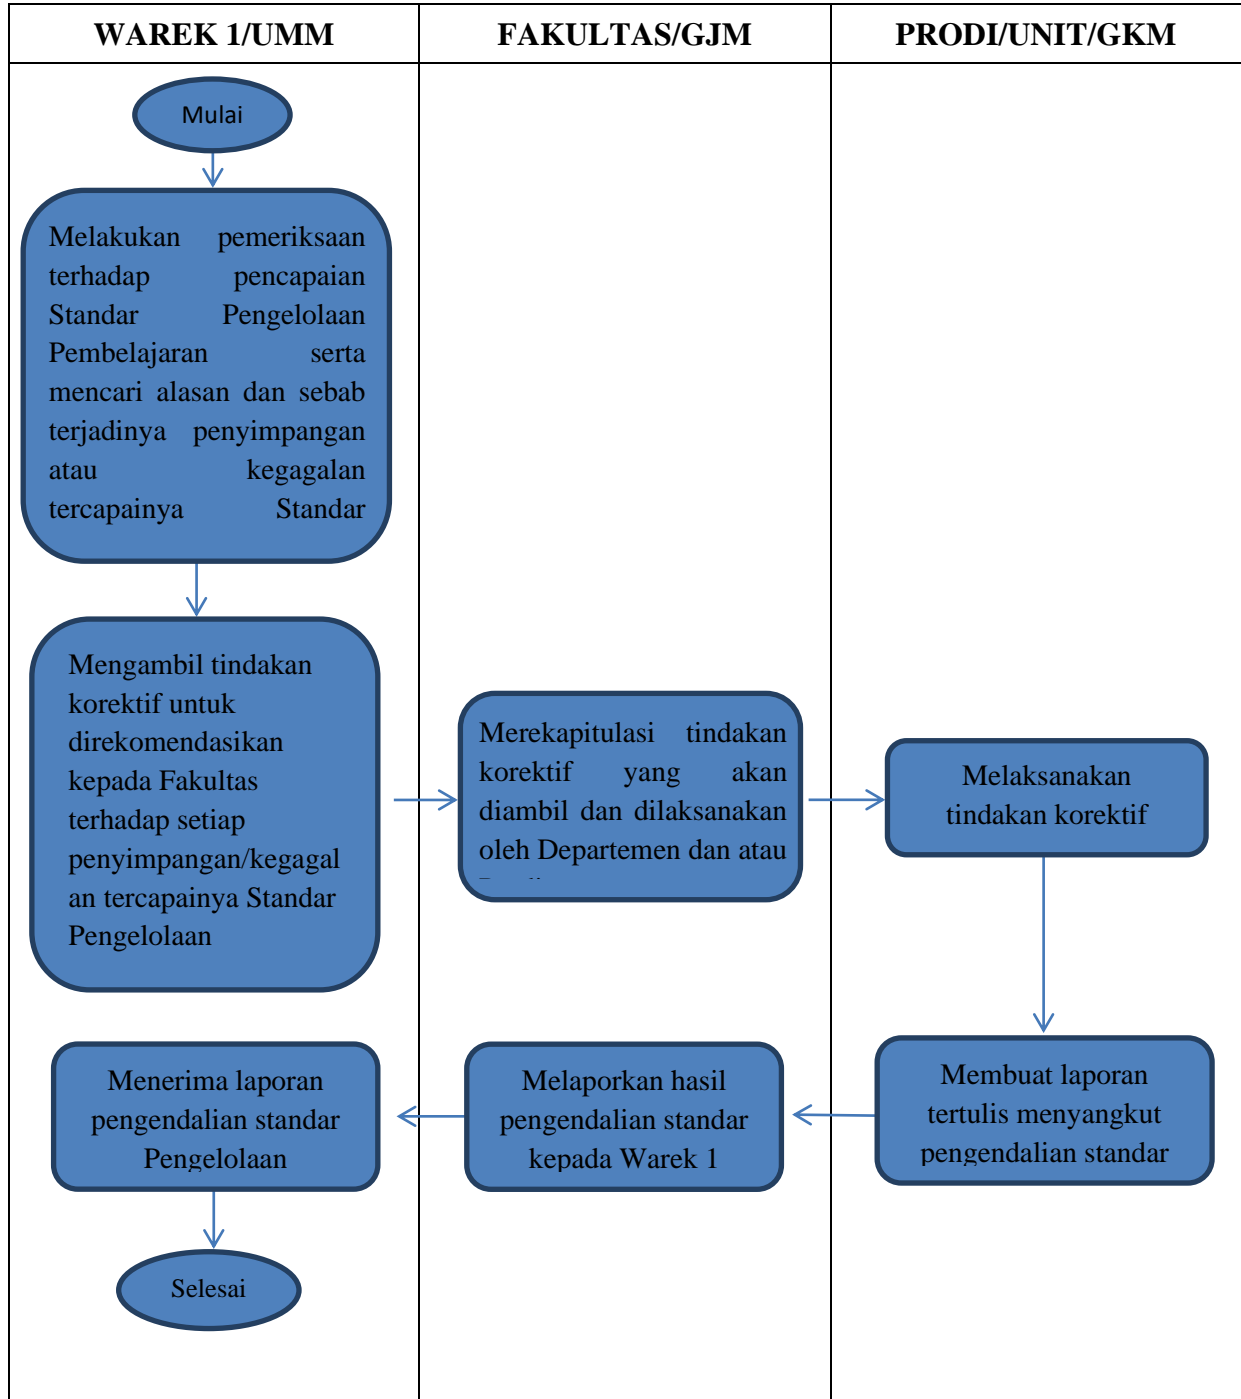 WAREK 1/UMM
FAKULTAS/GJM
PRODI/UNIT/GKM
Mulai
Melakukan pemeriksaan
terhadap pencapaian
Standar Pengelolaan
Pembelajaran serta
mencari alasan dan sebab
terjadinya penyimpangan
atau kegagalan
tercapainya Standar
Mengambil tindakan
korektif untuk
direkomendasikan
kepada Fakultas
terhadap setiap
penyimpangan/kegagal
an tercapainya Standar
Pengelolaan
Merekapitulasi tindakan
korektif yang akan
diambil dan dilaksanakan
oleh Departemen dan atau
Melaksanakan
tindakan korektif
Membuat laporan
tertulis menyangkut
pengendalian standar
Melaporkan hasil
pengendalian standar
kepada Warek 1
Menerima laporan
pengendalian standar
Pengelolaan
Selesai